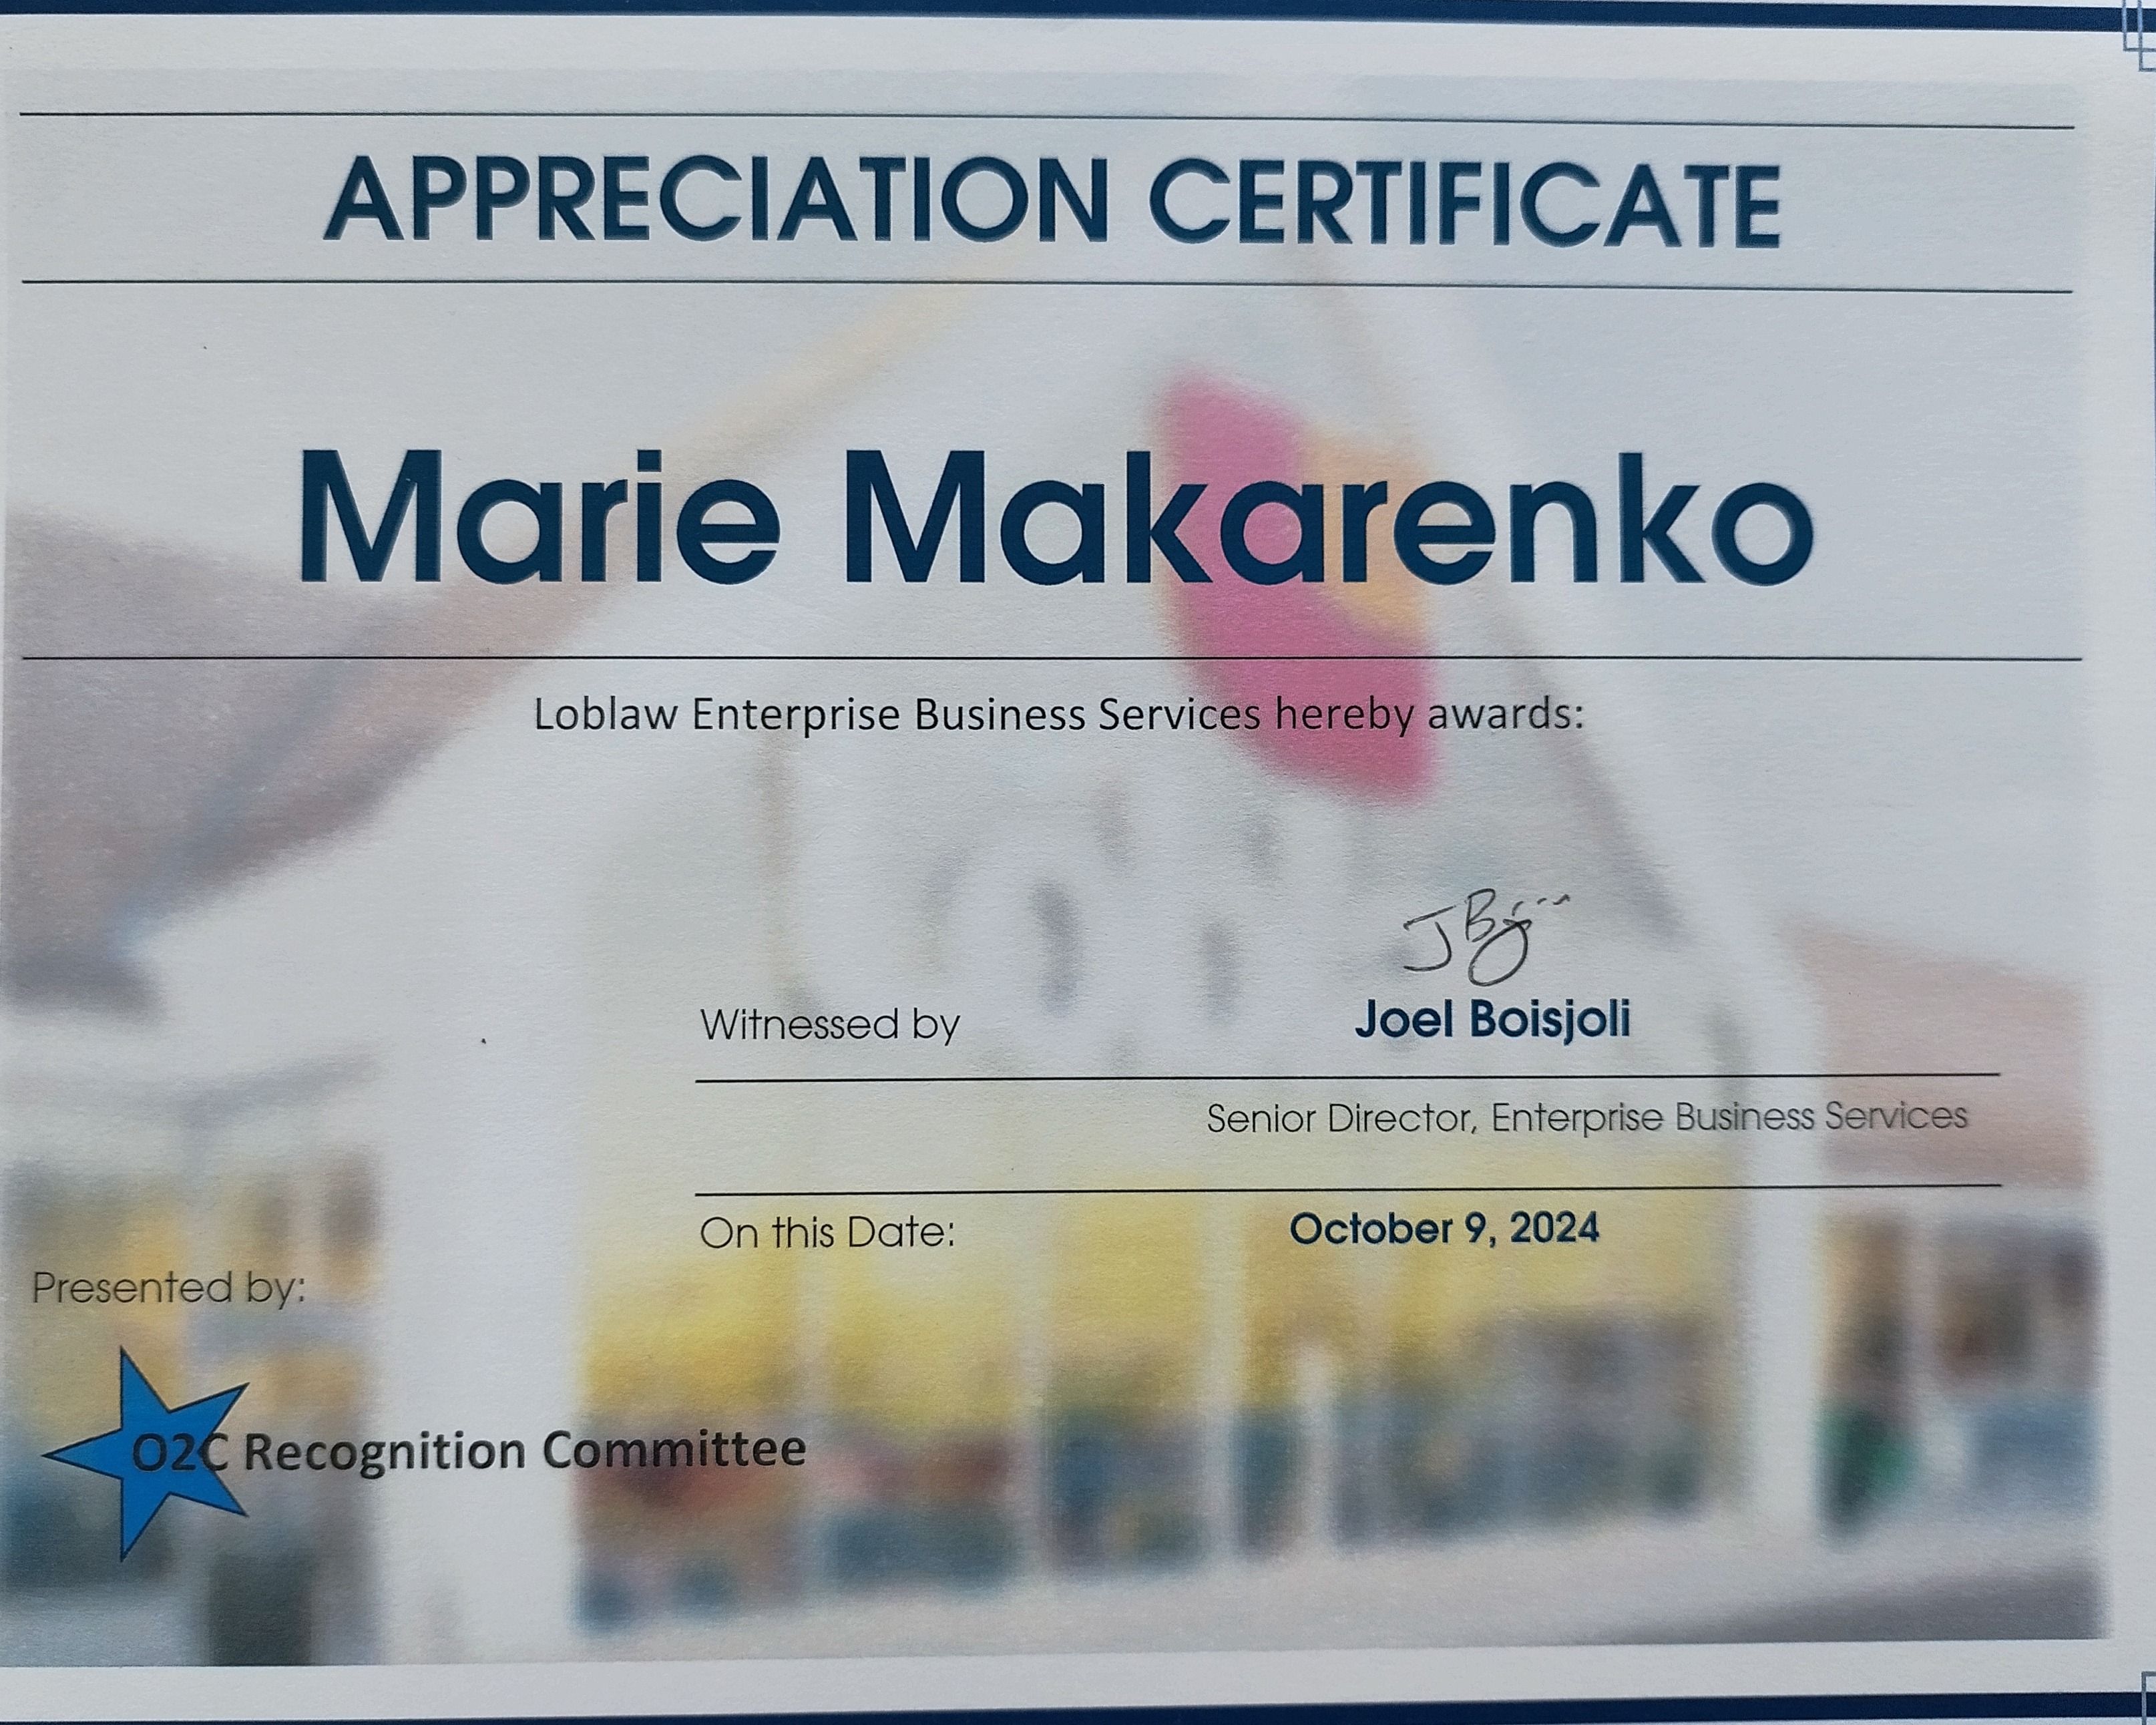 APPRECIATION CERTIFICATE
Marie Makarenko
Loblaw Enterprise Business Services hereby awards:
Witnessed by Joel Boisjoli
Senior Director, Enterprise Business Services
On this Date: October 9, 2024
Presented by:
O2C Recognition Committee